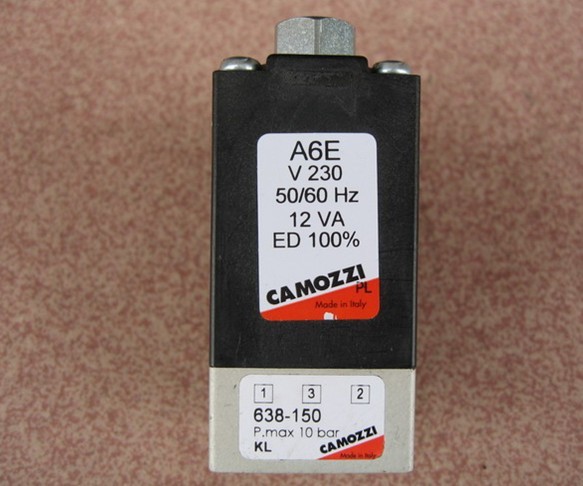 A6E
V 230
50/60 Hz
12 VA
ED 100%
CAMOZZI
PL
Made in Italy
1 3 2
638-150
P.max 10 bar
KL
CAMOZZI
Made in Italy